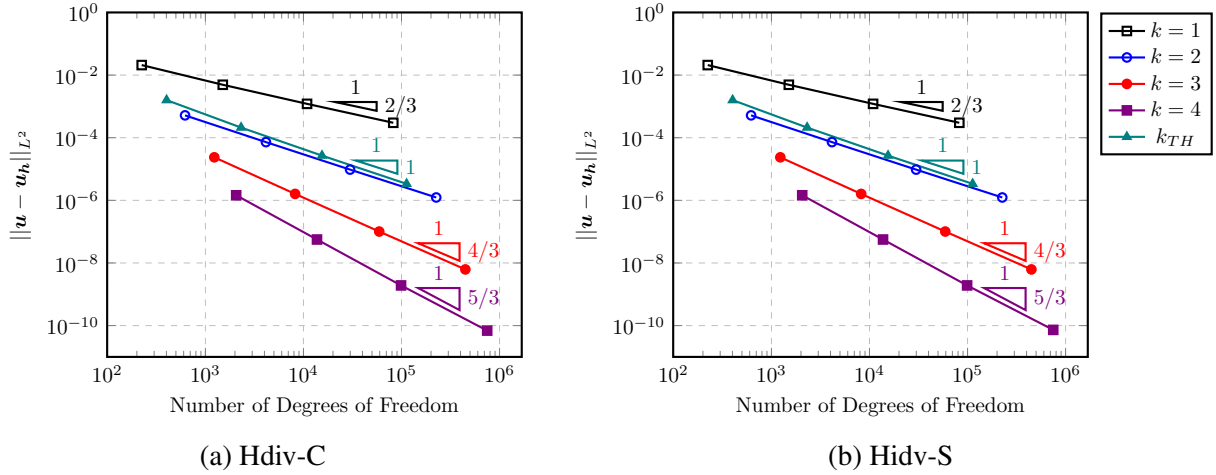 10^0
10^{-2}
10^{-4}
10^{-6}
10^{-8}
10^{-10}
||u − u_h||_{L^2}
1
2/3
1
1
1
4/3
1
5/3
10^2 10^3 10^4 10^5 10^6
Number of Degrees of Freedom
(a) Hdiv-C
10^0
10^{-2}
10^{-4}
10^{-6}
10^{-8}
10^{-10}
||u − u_h||_{L^2}
1
2/3
1
1
1
4/3
1
5/3
10^2 10^3 10^4 10^5 10^6
Number of Degrees of Freedom
(b) Hidv-S
k = 1
k = 2
k = 3
k = 4
k_{TH}